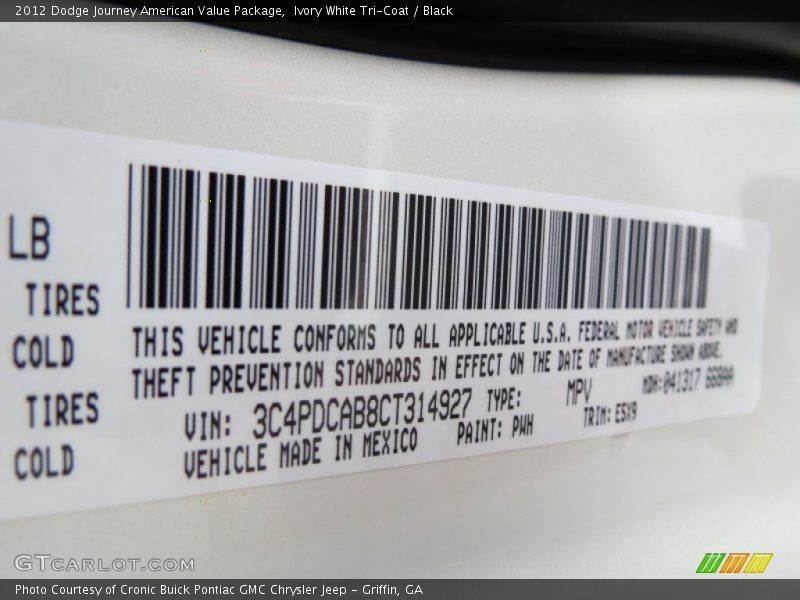 2012 Dodge Journey American Value Package, Ivory White Tri-Coat / Black
LB
TIRES
COLD
TIRES
COLD
THIS VEHICLE CONFORMS TO ALL APPLICABLE U.S.A. FEDERAL MOTOR VEHICLE SAFETY AND
THEFT PREVENTION STANDARDS IN EFFECT ON THE DATE OF MANUFACTURE SHOWN ABOVE.
VIN: 3C4PDCAB8CT314927 TYPE: MPV MDH:041317 668AA
VEHICLE MADE IN MEXICO PAINT: PWH TRIM: E5X9
GTCARLOT.COM
Photo Courtesy of Cronic Buick Pontiac GMC Chrysler Jeep - Griffin, GA